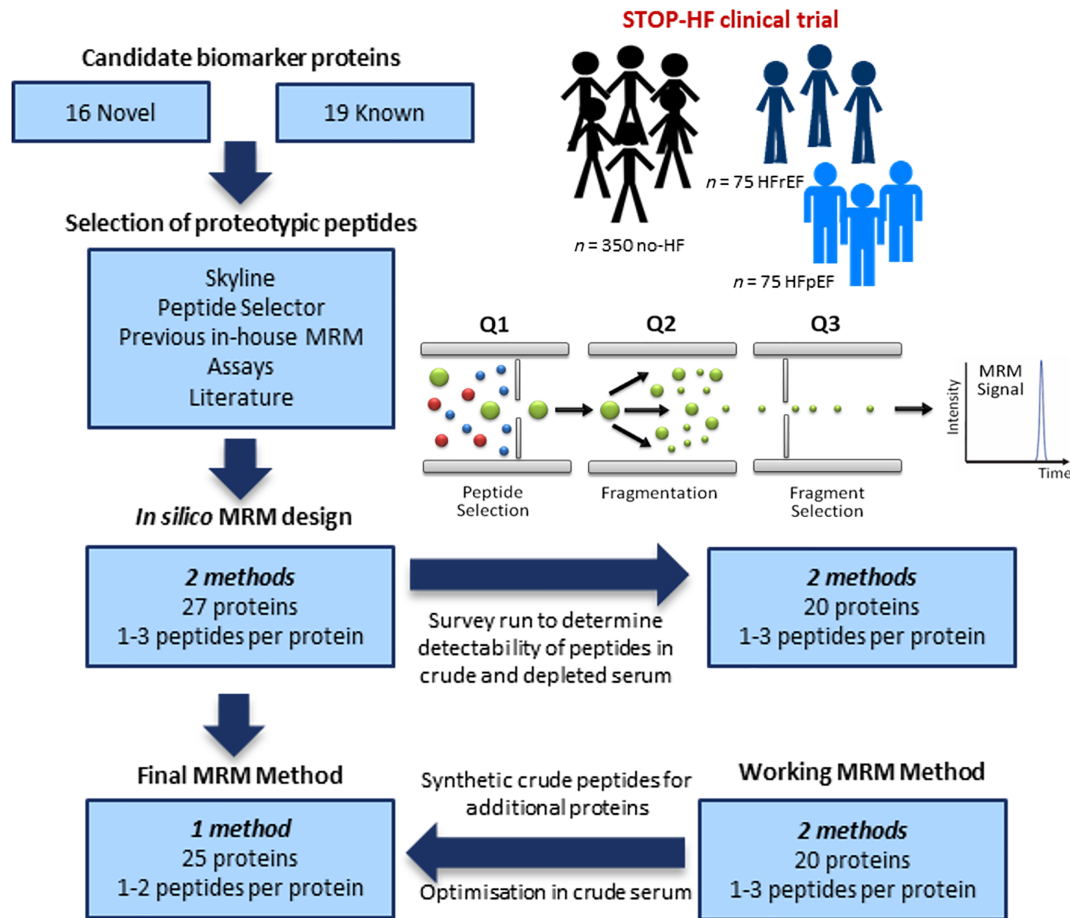 STOP-HF clinical trial
Candidate biomarker proteins
16 Novel
19 Known
n = 75 HFrEF
n = 350 no-HF
n = 75 HFpEF
Selection of proteotypic peptides
Skyline
Peptide Selector
Previous in-house MRM
Assays
Literature
Q1
Q2
Q3
Peptide
Selection
Fragmentation
Fragment
Selection
MRM
Signal
Intensity
Time
In silico MRM design
2 methods
27 proteins
1-3 peptides per protein
Survey run to determine
detectability of peptides in
crude and depleted serum
2 methods
20 proteins
1-3 peptides per protein
Final MRM Method
1 method
25 proteins
1-2 peptides per protein
Synthetic crude peptides for
additional proteins
Optimisation in crude serum
Working MRM Method
2 methods
20 proteins
1-3 peptides per protein